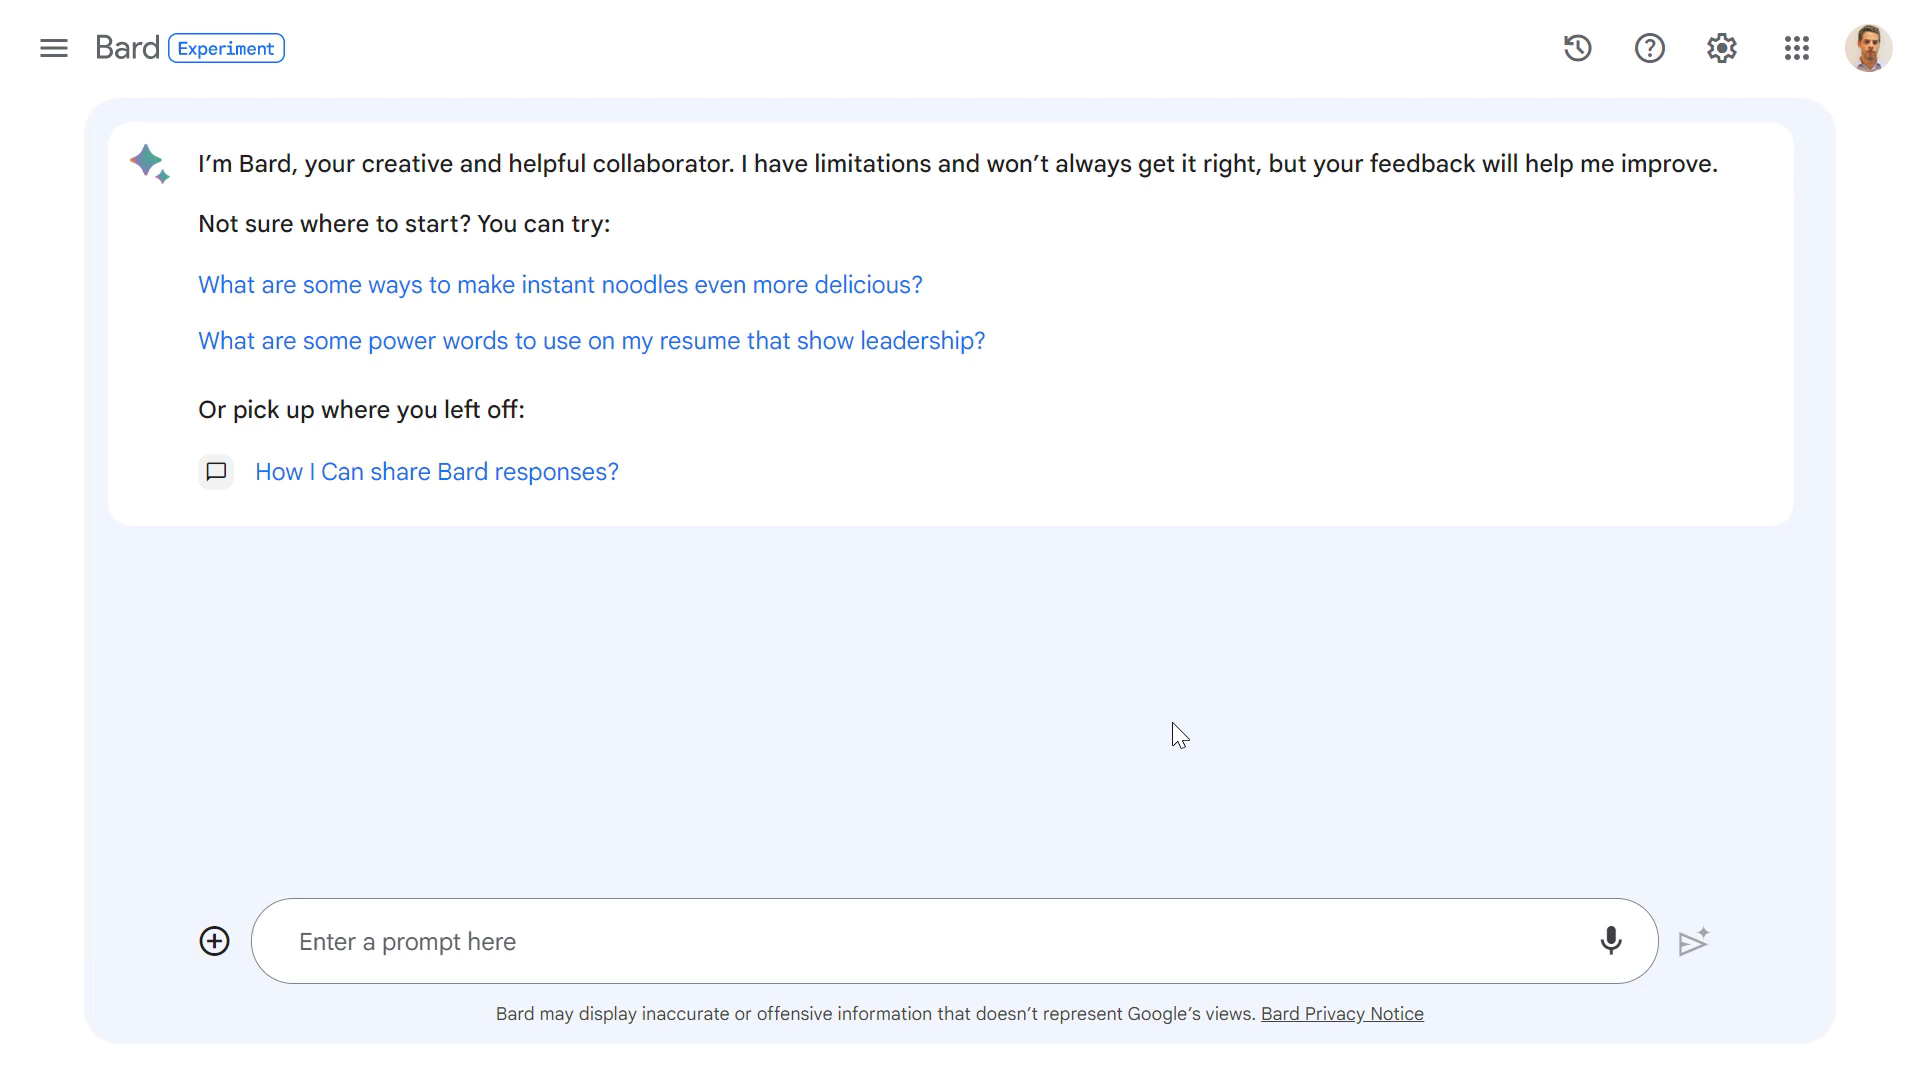 Bard Experiment
I’m Bard, your creative and helpful collaborator. I have limitations and won’t always get it right, but your feedback will help me improve.
Not sure where to start? You can try:
What are some ways to make instant noodles even more delicious?
What are some power words to use on my resume that show leadership?
Or pick up where you left off:
How I Can share Bard responses?
Enter a prompt here
Bard may display inaccurate or offensive information that doesn’t represent Google’s views. Bard Privacy Notice